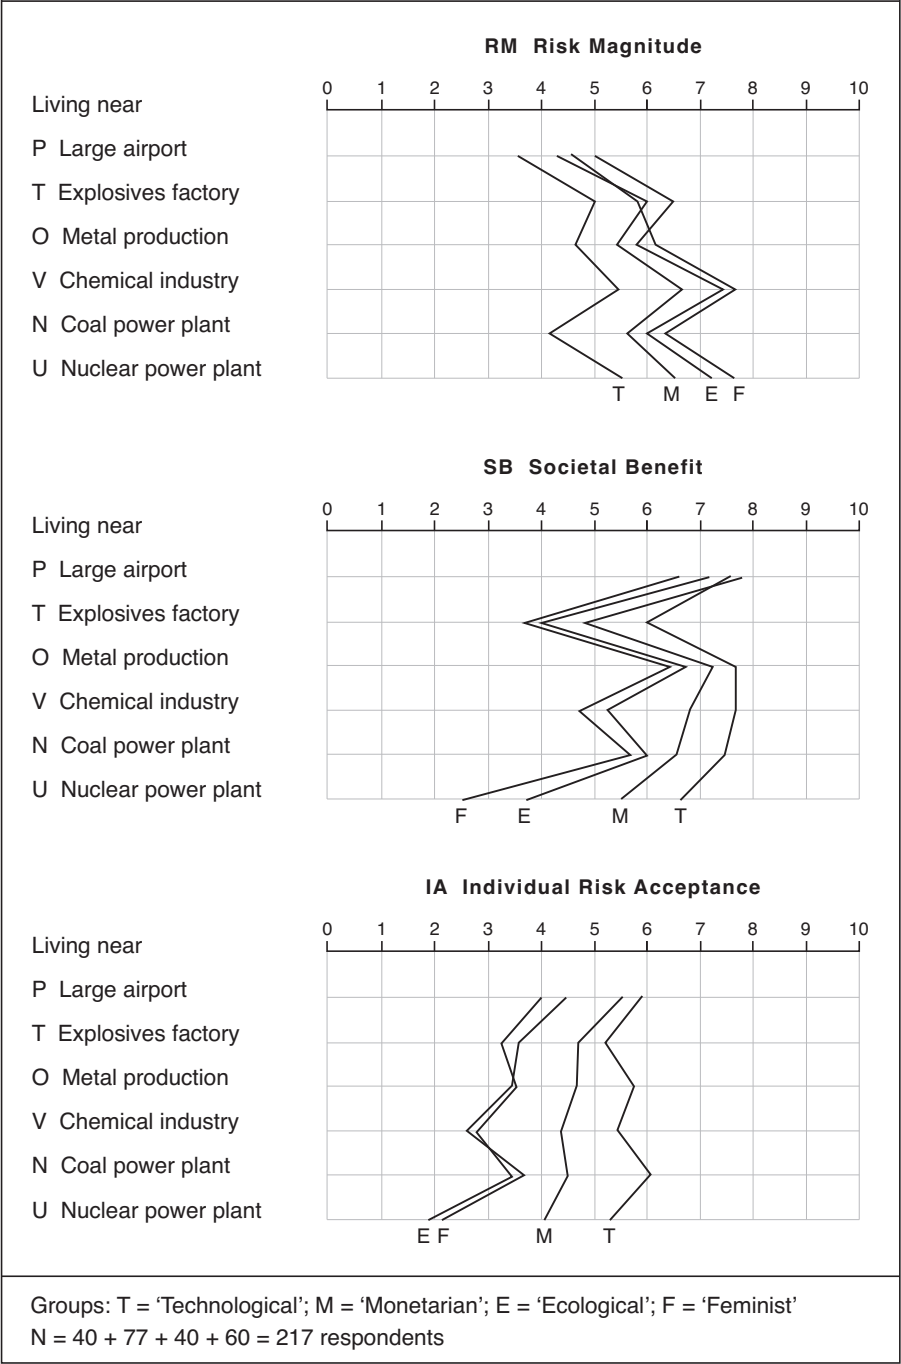 RM Risk Magnitude
0 1 2 3 4 5 6 7 8 9 10
Living near
P Large airport
T Explosives factory
O Metal production
V Chemical industry
N Coal power plant
U Nuclear power plant
T M E F
SB Societal Benefit
0 1 2 3 4 5 6 7 8 9 10
Living near
P Large airport
T Explosives factory
O Metal production
V Chemical industry
N Coal power plant
U Nuclear power plant
F E M T
IA Individual Risk Acceptance
0 1 2 3 4 5 6 7 8 9 10
Living near
P Large airport
T Explosives factory
O Metal production
V Chemical industry
N Coal power plant
U Nuclear power plant
E F M T
Groups: T = ‘Technological’; M = ‘Monetarian’; E = ‘Ecological’; F = ‘Feminist’
N = 40 + 77 + 40 + 60 = 217 respondents